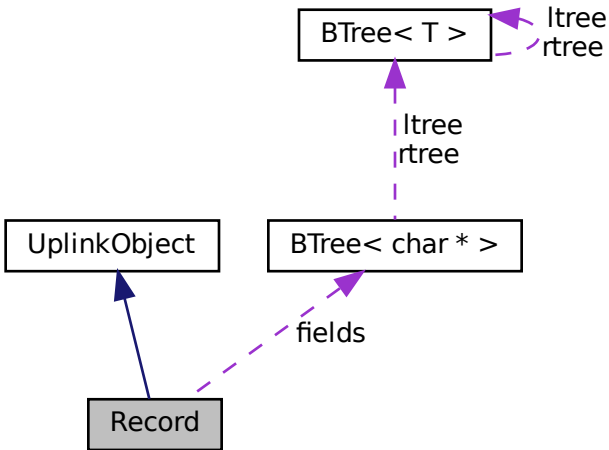 BTree< T >
ltree
rtree
ltree
rtree
UplinkObject
BTree< char * >
fields
Record